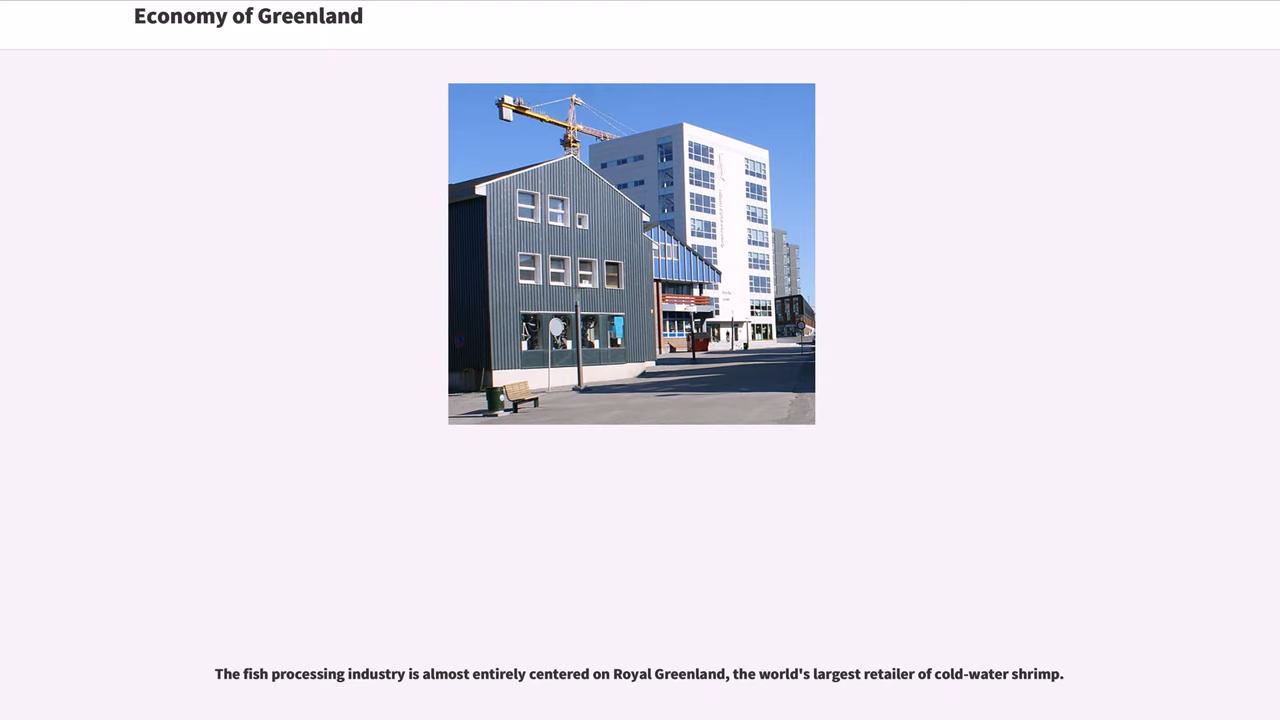 Economy of Greenland
The fish processing industry is almost entirely centered on Royal Greenland, the world's largest retailer of cold-water shrimp.